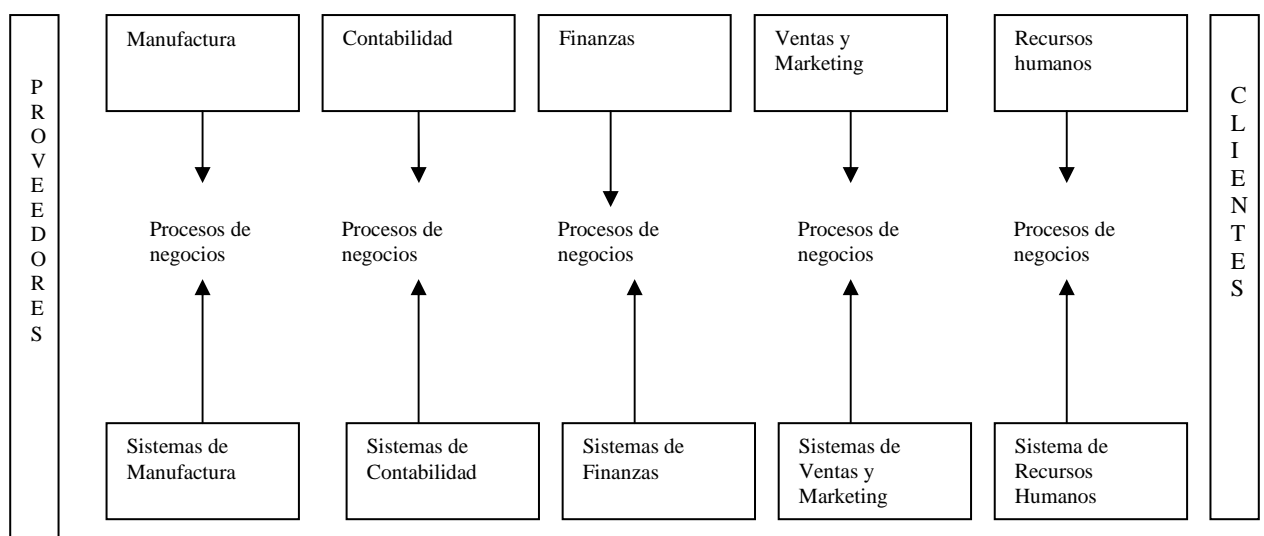 PROVEEDORES
Manufactura
Contabilidad
Finanzas
Ventas y
Marketing
Recursos
humanos
CLIENTES
Procesos de
negocios
Procesos de
negocios
Procesos de
negocios
Procesos de
negocios
Procesos de
negocios
Sistemas de
Manufactura
Sistemas de
Contabilidad
Sistemas de
Finanzas
Sistemas de
Ventas y
Marketing
Sistema de
Recursos
Humanos